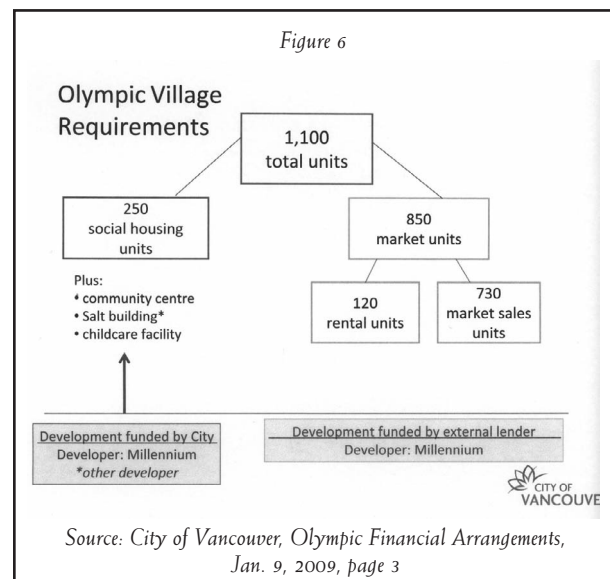 Figure 6
Olympic Village
Requirements
1,100
total units
250
social housing
units
Plus:
• community centre
• Salt building*
• childcare facility
850
market units
120
rental units
730
market sales
units
Development funded by City
Developer: Millennium
*other developer
Development funded by external lender
Developer: Millennium
CITY OF
VANCOUVE
Source: City of Vancouver, Olympic Financial Arrangements,
Jan. 9, 2009, page 3